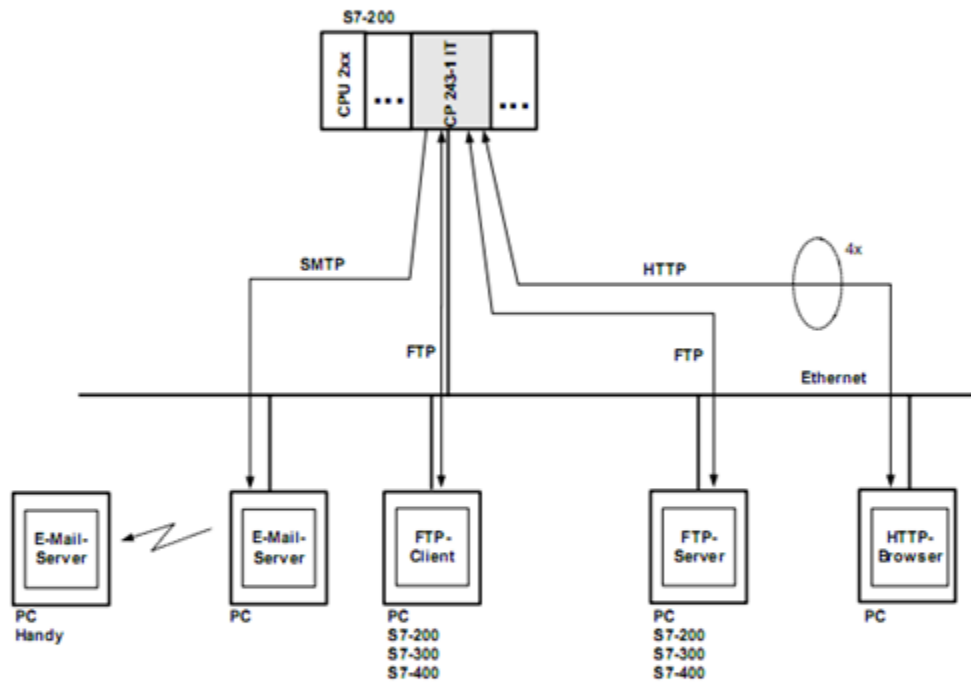 S7-200
CPU 2xx
...
CP 243-1 IT
...
4x
SMTP
HTTP
FTP
FTP
Ethernet
E-Mail-
Server
E-Mail-
Server
FTP-
Client
FTP-
Server
HTTP-
Browser
PC
Handy
PC
PC
S7-200
S7-300
S7-400
PC
S7-200
S7-300
S7-400
PC